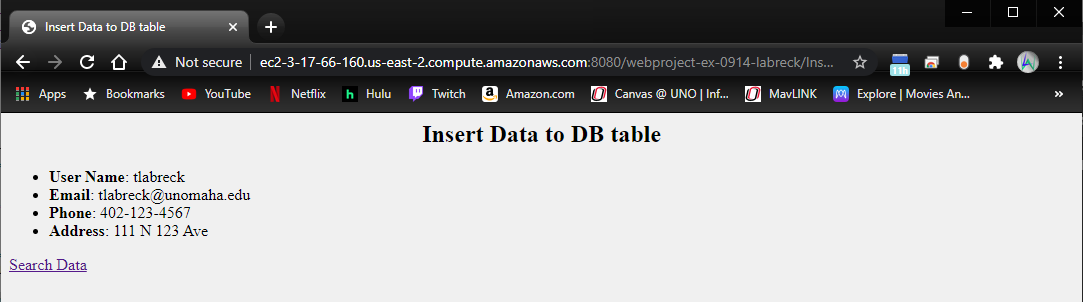 Insert Data to DB table
Not secure | ec2-3-17-66-160.us-east-2.compute.amazonaws.com:8080/webproject-ex-0914-labreck/Ins...
11h
Apps Bookmarks YouTube Netflix Hulu Twitch Amazon.com Canvas @ UNO | Inf... MavLINK Explore | Movies An... »
Insert Data to DB table
• User Name: tlabreck
• Email: tlabreck@unomaha.edu
• Phone: 402-123-4567
• Address: 111 N 123 Ave
Search Data